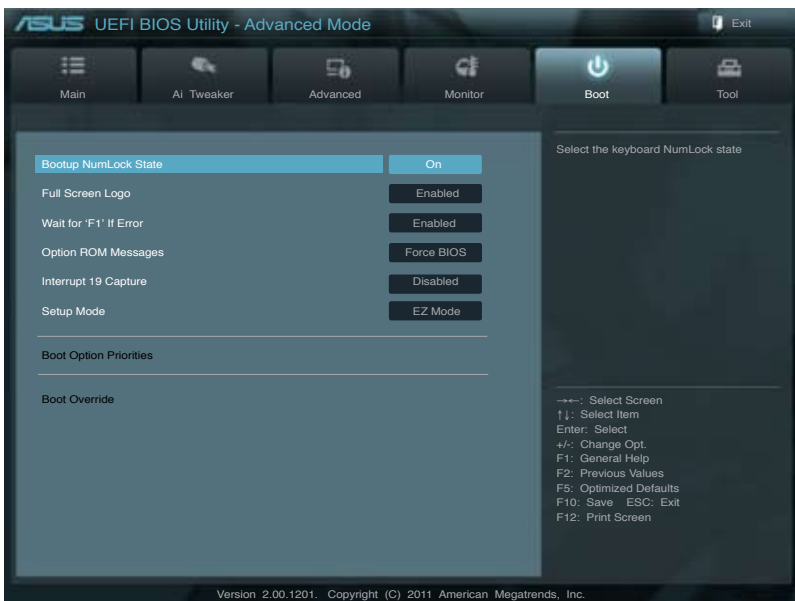 ASUS UEFI BIOS Utility - Advanced Mode
Exit
Main
Ai Tweaker
Advanced
Monitor
Boot
Tool
Bootup NumLock State On
Full Screen Logo Enabled
Wait for ‘F1’ If Error Enabled
Option ROM Messages Force BIOS
Interrupt 19 Capture Disabled
Setup Mode EZ Mode
Boot Option Priorities
Boot Override
Select the keyboard NumLock state
→←: Select Screen
↑↓: Select Item
Enter: Select
+/-: Change Opt.
F1: General Help
F2: Previous Values
F5: Optimized Defaults
F10: Save ESC: Exit
F12: Print Screen
Version 2.00.1201. Copyright (C) 2011 American Megatrends, Inc.